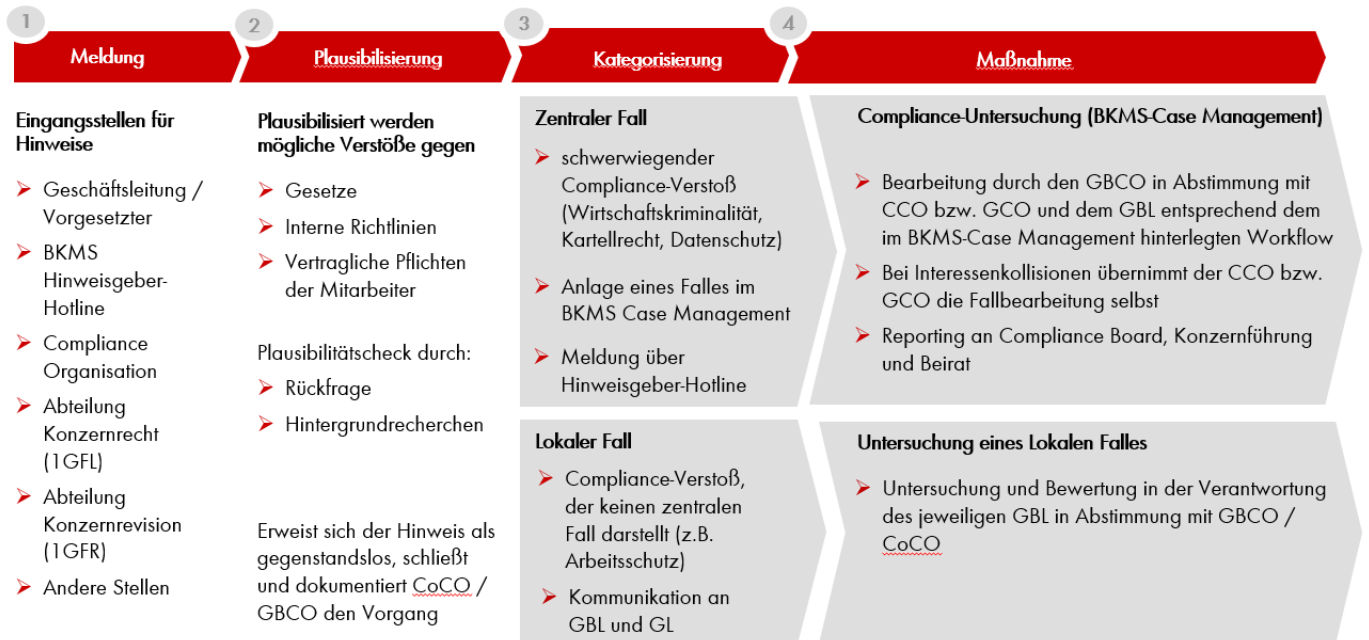 1
Meldung
2
Plausibilisierung
3
Kategorisierung
4
Maßnahme
Eingangsstellen für
Hinweise
Geschäftsleitung /
Vorgesetzter
BKMS
Hinweisgeber-
Hotline
Compliance
Organisation
Abteilung
Konzernrecht
(1GFL)
Abteilung
Konzernrevision
(1GFR)
Andere Stellen
Plausibilisiert werden
mögliche Verstöße gegen
Gesetze
Interne Richtlinien
Vertragliche Pflichten
der Mitarbeiter
Plausibilitätscheck durch:
Rückfrage
Hintergrundrecherchen
Erweist sich der Hinweis als
gegenstandslos, schließt
und dokumentiert CoCO /
GBCO den Vorgang
Zentraler Fall
schwerwiegender
Compliance-Verstoß
(Wirtschaftskriminalität,
Kartellrecht, Datenschutz)
Anlage eines Falles im
BKMS Case Management
Meldung über
Hinweisgeber-Hotline
Compliance-Untersuchung (BKMS-Case Management)
Bearbeitung durch den GBCO in Abstimmung mit
CCO bzw. GCO und dem GBL entsprechend dem
im BKMS-Case Management hinterlegten Workflow
Bei Interessenkollisionen übernimmt der CCO bzw.
GCO die Fallbearbeitung selbst
Reporting an Compliance Board, Konzernführung
und Beirat
Lokaler Fall
Compliance-Verstoß,
der keinen zentralen
Fall darstellt (z.B.
Arbeitsschutz)
Kommunikation an
GBL und GL
Untersuchung eines Lokalen Falles
Untersuchung und Bewertung in der Verantwortung
des jeweiligen GBL in Abstimmung mit GBCO /
CoCO